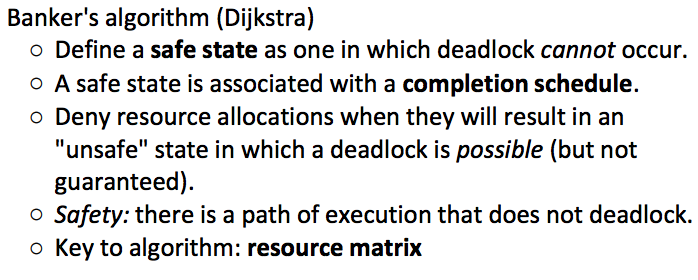 Banker's algorithm (Dijkstra)
○ Define a safe state as one in which deadlock cannot occur.
○ A safe state is associated with a completion schedule.
○ Deny resource allocations when they will result in an
"unsafe" state in which a deadlock is possible (but not
guaranteed).
○ Safety: there is a path of execution that does not deadlock.
○ Key to algorithm: resource matrix